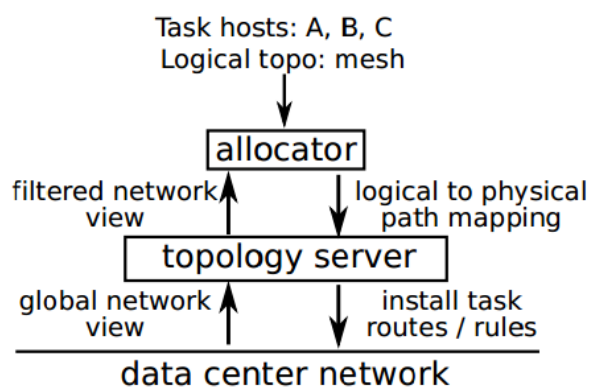 Task hosts: A, B, C
Logical topo: mesh
allocator
filtered network
view
logical to physical
path mapping
topology server
global network
view
install task
routes / rules
data center network